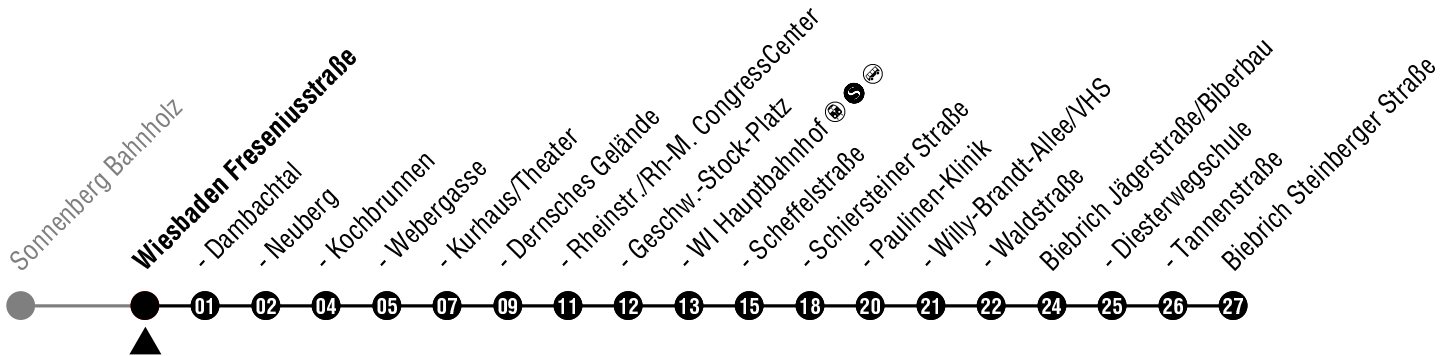 Sonnenberg Bahnholz
Wiesbaden Freseniusstraße
- Dambachtal
- Neuberg
- Kochbrunnen
- Webergasse
- Kurhaus/Theater
- Dernsches Gelände
- Rheinstr./Rh-M. CongressCenter
- Geschw.-Stock-Platz
- WI Hauptbahnhof S
- Scheffelstraße
- Schiersteiner Straße
- Paulinen-Klinik
- Willy-Brandt-Allee/VHS
- Waldstraße
Biebrich Jägerstraße/Biberbau
- Diesterwegschule
- Tannenstraße
Biebrich Steinberger Straße
01 02 04 05 07 09 11 12 13 15 18 20 21 22 24 25 26 27